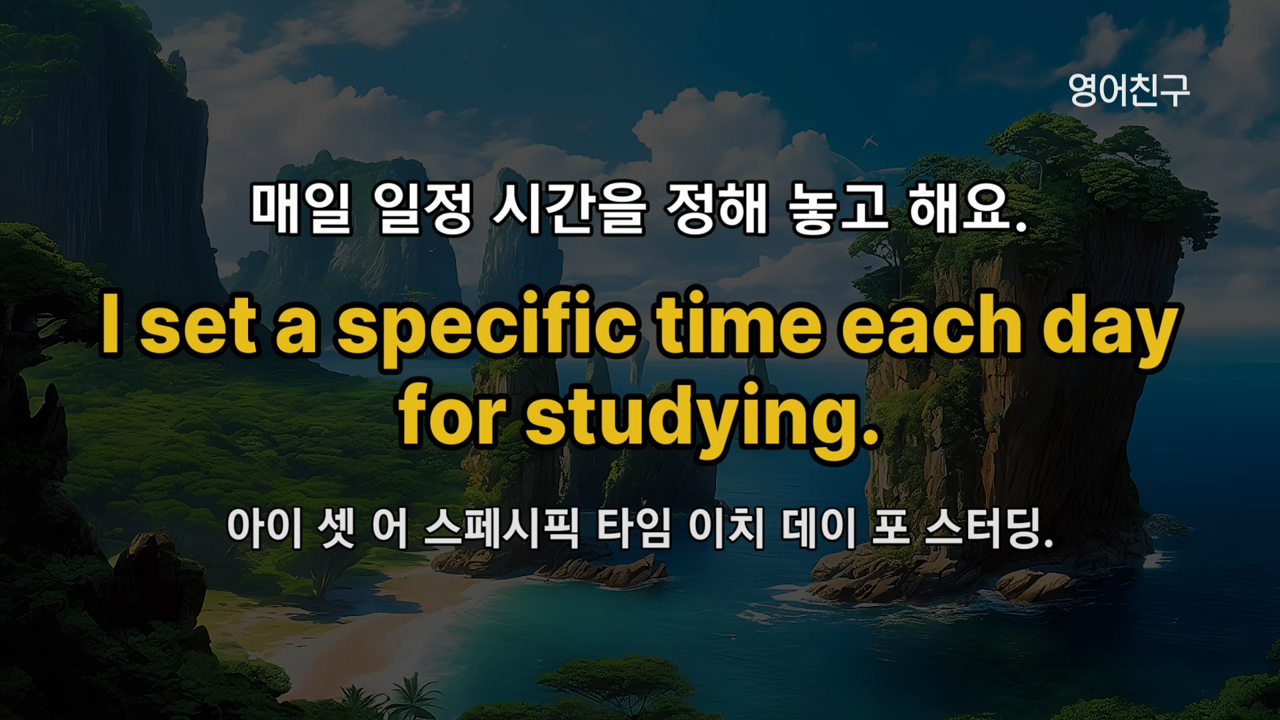 영어친구
매일 일정 시간을 정해 놓고 해요.
I set a specific time each day
for studying.
아이 셋 어 스페시픽 타임 이치 데이 포 스터딩.